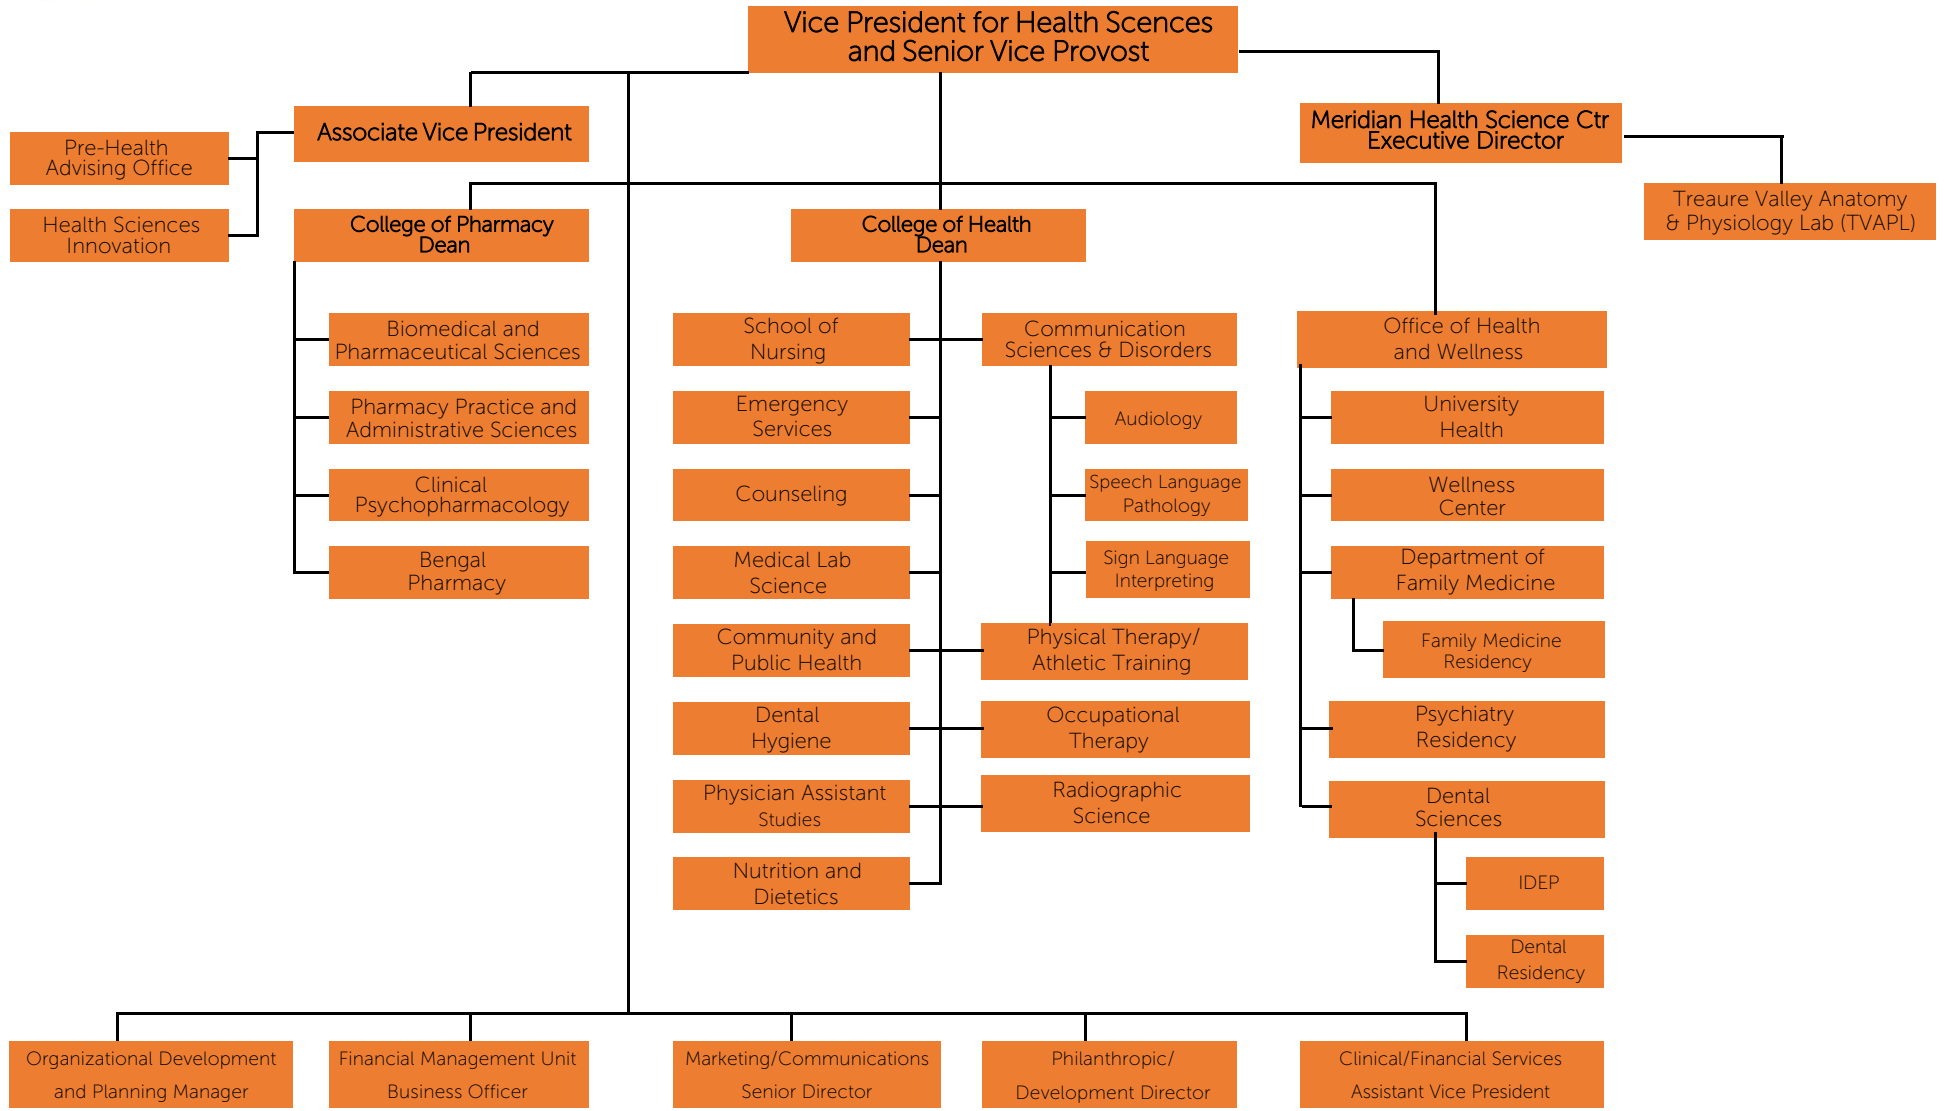 Vice President for Health Scences
and Senior Vice Provost
Associate Vice President
Meridian Health Science Ctr
Executive Director
Pre-Health
Advising Office
Health Sciences
Innovation
Treaure Valley Anatomy
& Physiology Lab (TVAPL)
College of Pharmacy
Dean
College of Health
Dean
Biomedical and
Pharmaceutical Sciences
Pharmacy Practice and
Administrative Sciences
Clinical
Psychopharmacology
Bengal
Pharmacy
School of
Nursing
Emergency
Services
Counseling
Medical Lab
Science
Community and
Public Health
Dental
Hygiene
Physician Assistant
Studies
Nutrition and
Dietetics
Communication
Sciences & Disorders
Audiology
Speech Language
Pathology
Sign Language
Interpreting
Physical Therapy/
Athletic Training
Occupational
Therapy
Radiographic
Science
Office of Health
and Wellness
University
Health
Wellness
Center
Department of
Family Medicine
Family Medicine
Residency
Psychiatry
Residency
Dental
Sciences
IDEP
Dental
Residency
Organizational Development
and Planning Manager
Financial Management Unit
Business Officer
Marketing/Communications
Senior Director
Philanthropic/
Development Director
Clinical/Financial Services
Assistant Vice President